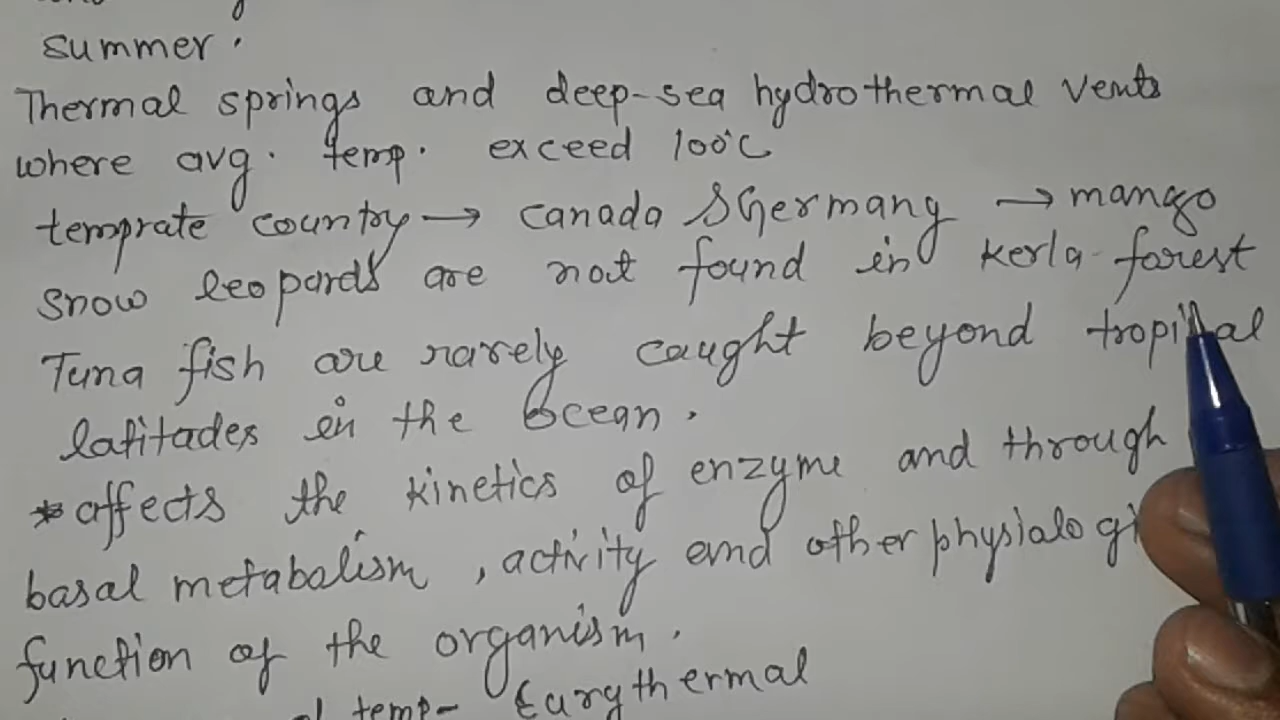 summer.
Thermal springs and deep-sea hydrothermal vents
where avg. temp. exceed 100°C
temprate country → Canada & Germany → mango
snow leopards are not found in kerla forest
Tuna fish are rarely caught beyond tropical
latitades in the ocean.
* affects the kinetics of enzyme and through
basal metabolism, activity and other
function of the organism.
temp- Eurythermal